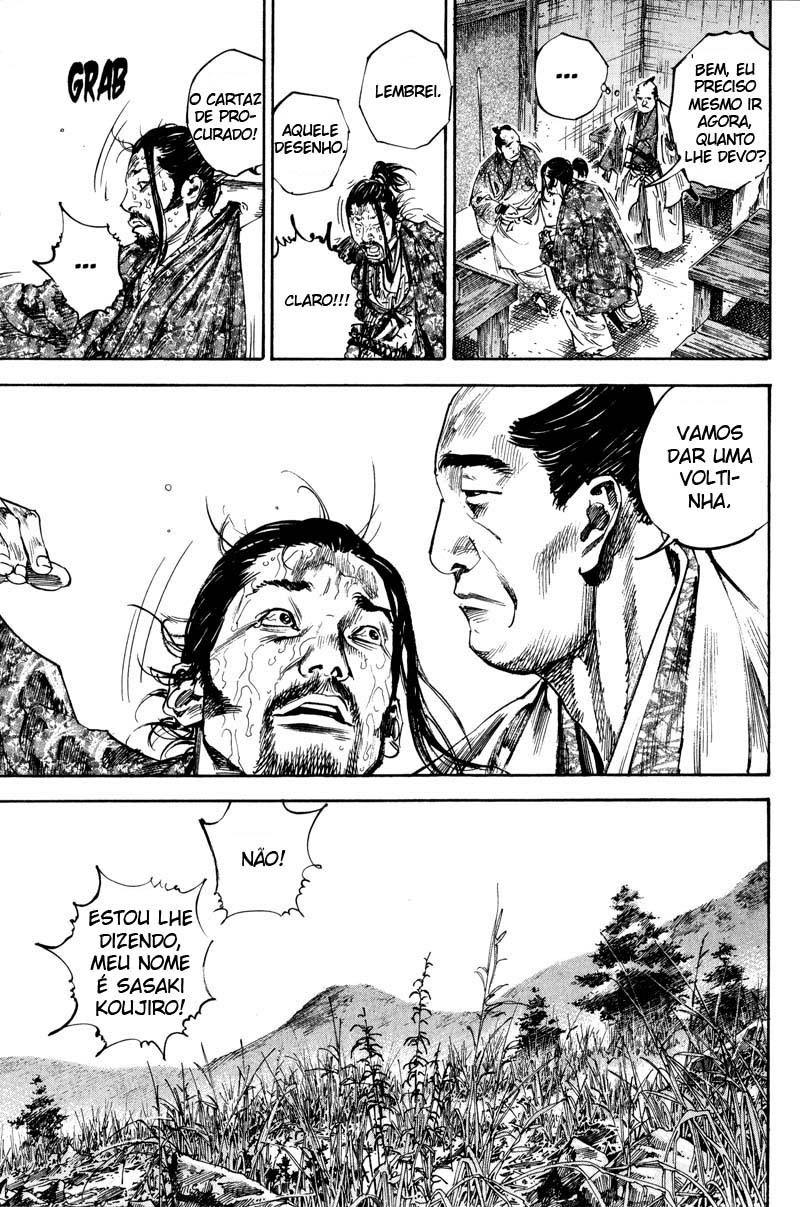 BEM, EU
PRECISO
MESMO IR
AGORA,
QUANTO
LHE DEVO?
...
LEMBREI.
AQUELE
DESENHO.
CLARO!!!
O CARTAZ
DE PRO-
CURADO!
GRAB
...
VAMOS
DAR UMA
VOLTI-
NHA.
NÃO!
ESTOU LHE
DIZENDO,
MEU NOME
É SASAKI
KOUJIRO!